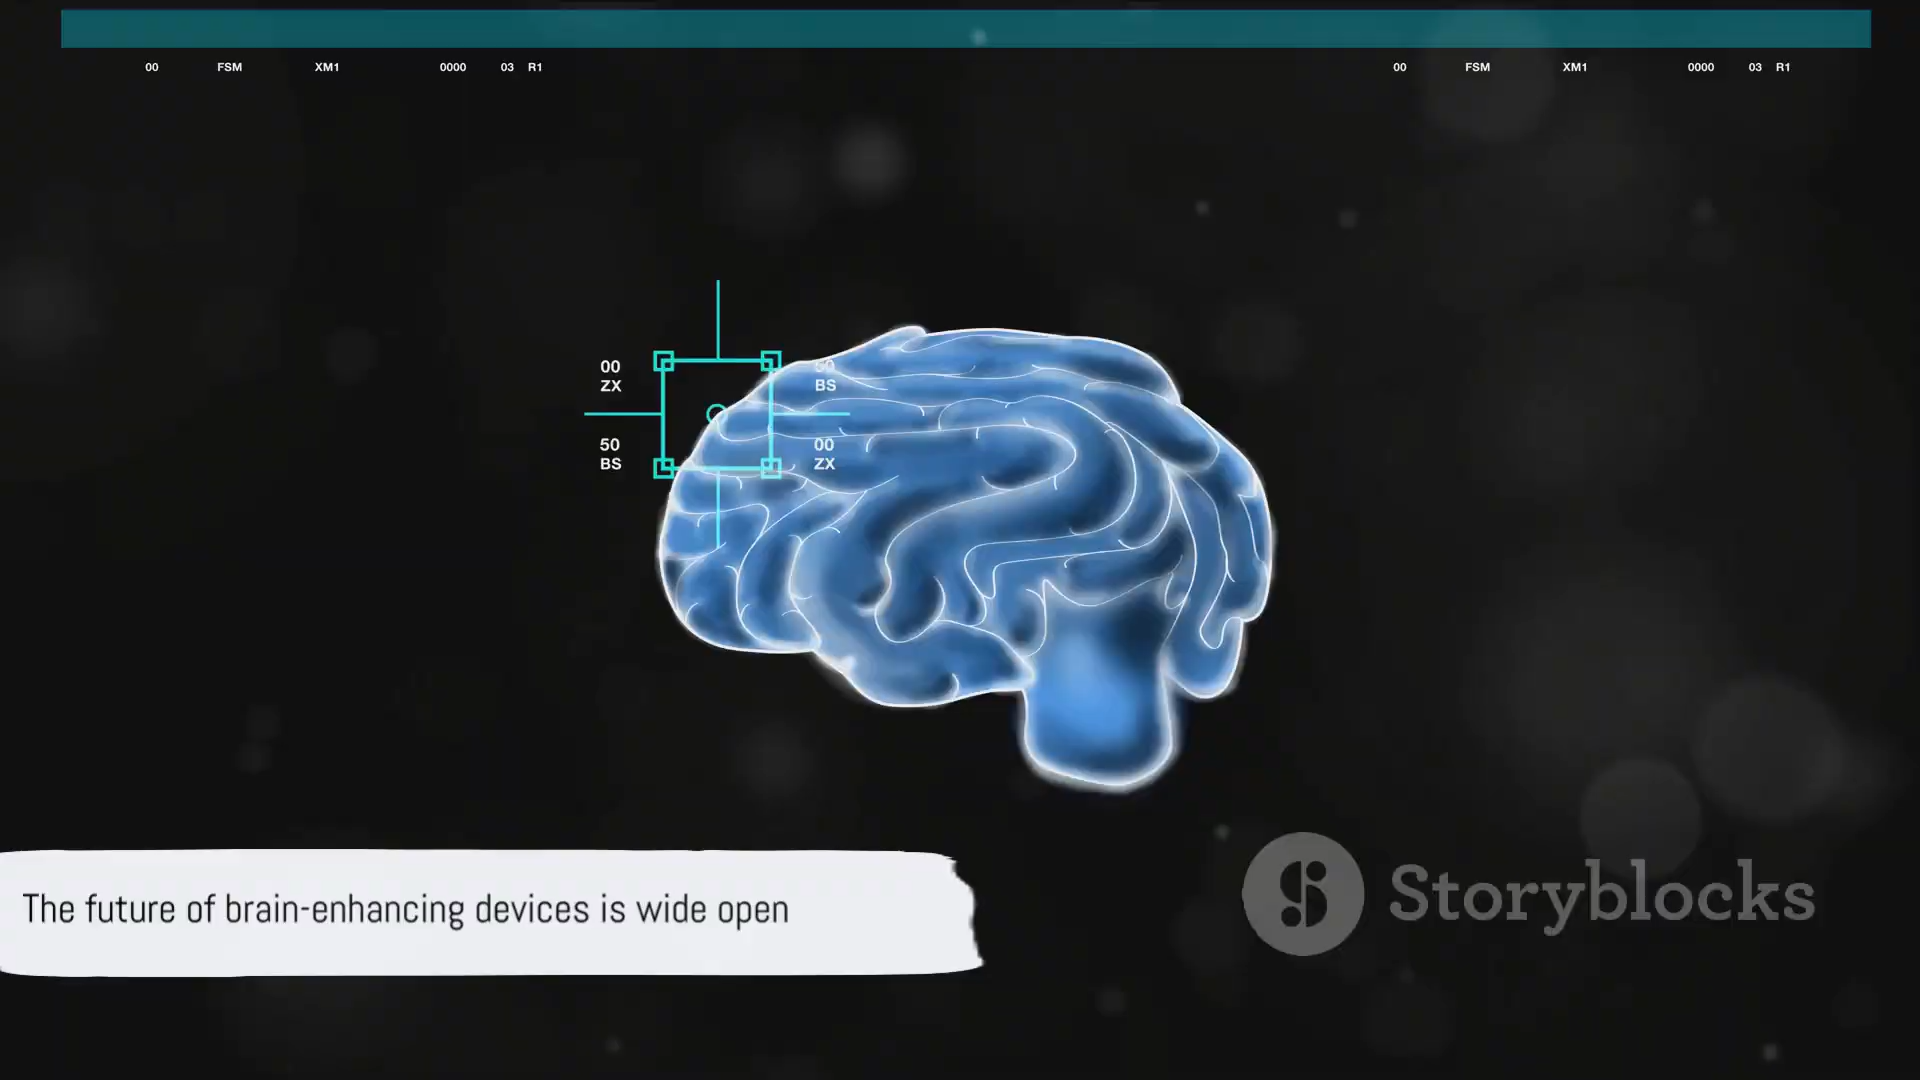 00 FSM XM1 0000 03 R1
00 FSM XM1 0000 03 R1
00
ZX
50
BS
50
BS
00
ZX
The future of brain-enhancing devices is wide open
Storyblocks